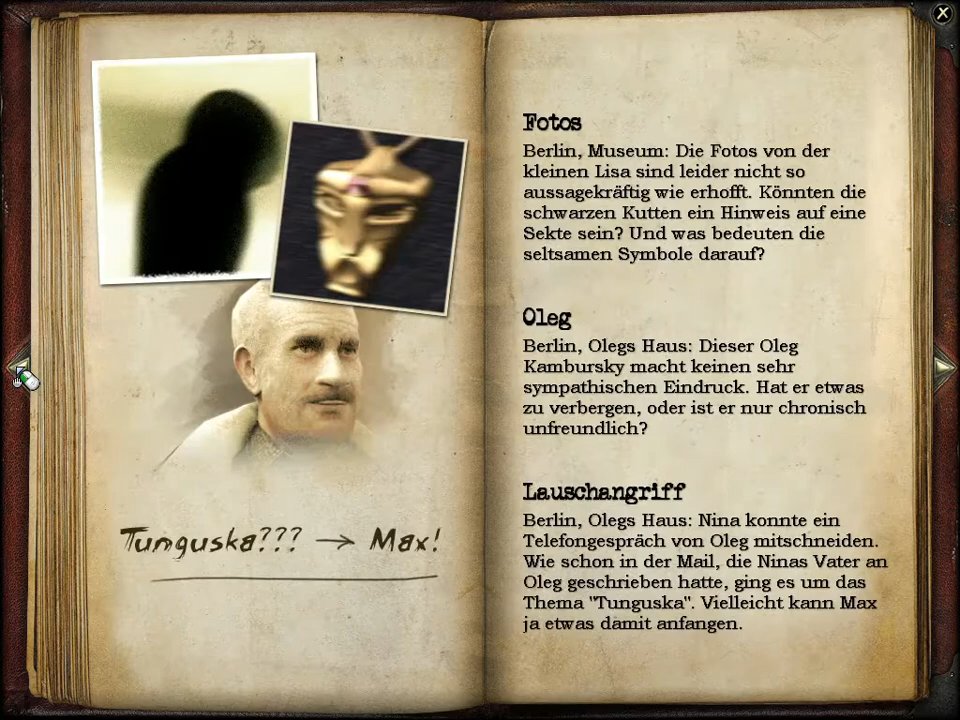 Tunguska??? → Max!
Fotos
Berlin, Museum: Die Fotos von der
kleinen Lisa sind leider nicht so
aussagekräftig wie erhofft. Könnten die
schwarzen Kutten ein Hinweis auf eine
Sekte sein? Und was bedeuten die
seltsamen Symbole darauf?
Oleg
Berlin, Olegs Haus: Dieser Oleg
Kambursky macht keinen sehr
sympathischen Eindruck. Hat er etwas
zu verbergen, oder ist er nur chronisch
unfreundlich?
Lauschangriff
Berlin, Olegs Haus: Nina konnte ein
Telefongespräch von Oleg mitschneiden.
Wie schon in der Mail, die Ninas Vater an
Oleg geschrieben hatte, ging es um das
Thema "Tunguska". Vielleicht kann Max
ja etwas damit anfangen.